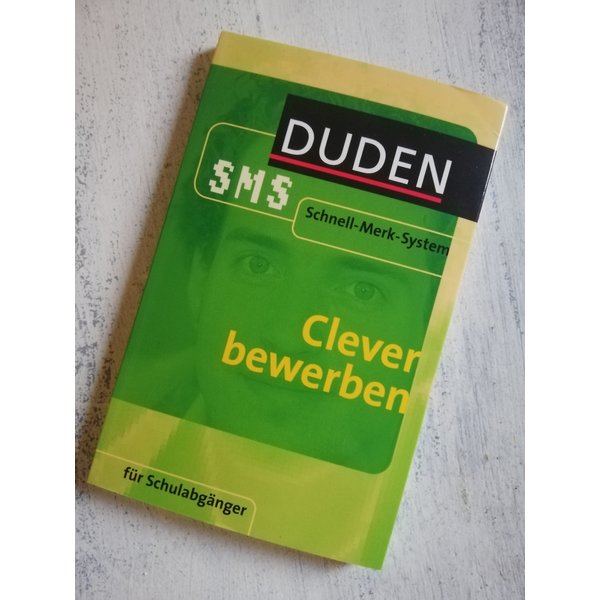 DUDEN
SMS
Schnell-Merk-System
Clever
bewerben
für Schulabgänger